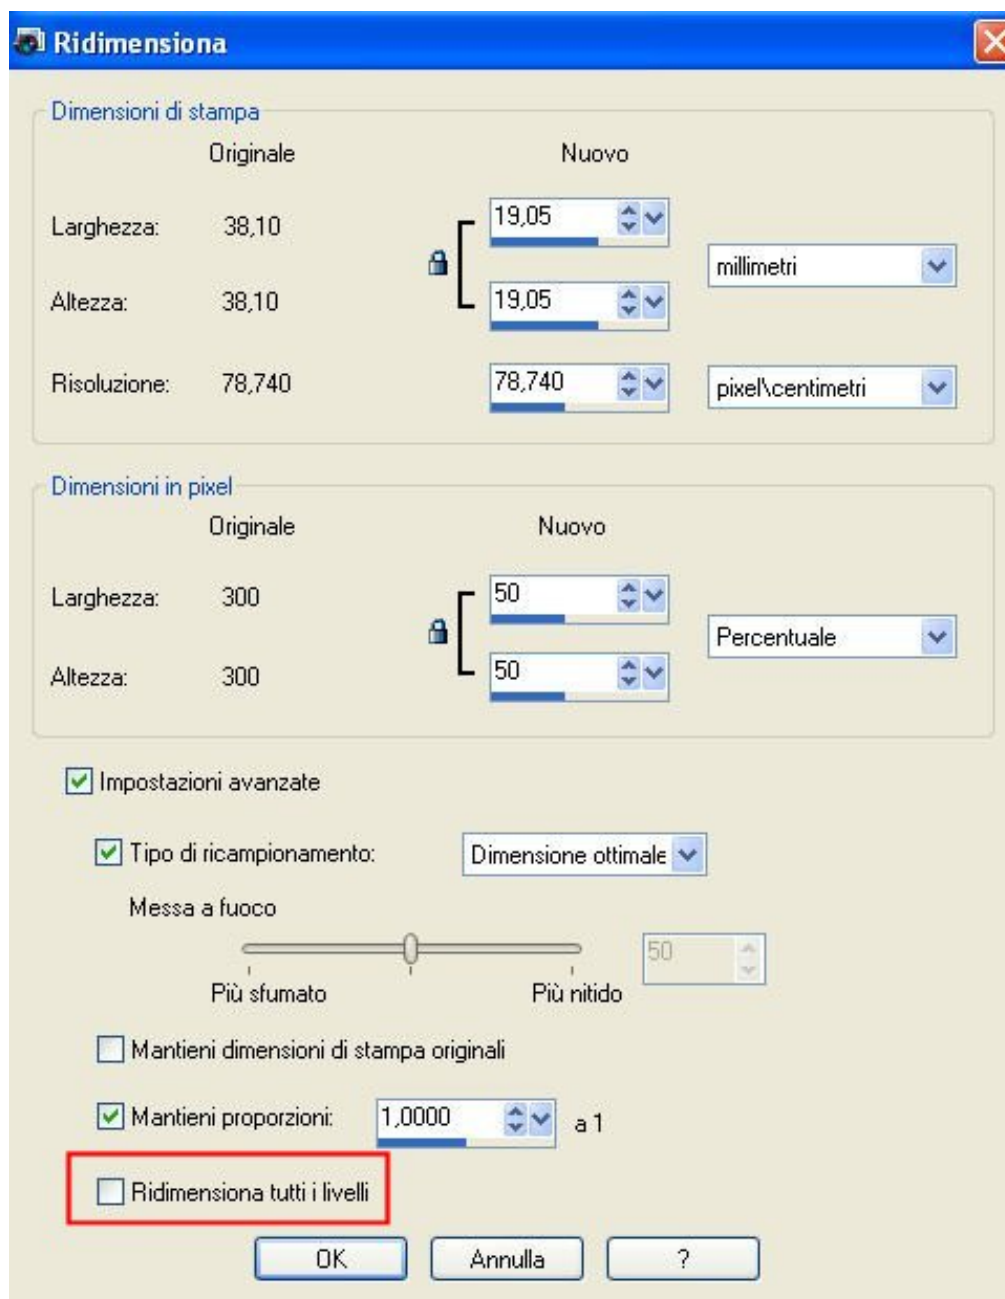 Ridimensiona
Dimensioni di stampa
Originale Nuovo
Larghezza: 38,10 19,05
millimetri
Altezza: 38,10 19,05
Risoluzione: 78,740 78,740 pixel\centimetri
Dimensioni in pixel
Originale Nuovo
Larghezza: 300 50
Percentuale
Altezza: 300 50
Impostazioni avanzate
Tipo di ricampionamento: Dimensione ottimale
Messa a fuoco
50
Più sfumato Più nitido
Mantieni dimensioni di stampa originali
Mantieni proporzioni: 1,0000 a 1
Ridimensiona tutti i livelli
OK Annulla ?